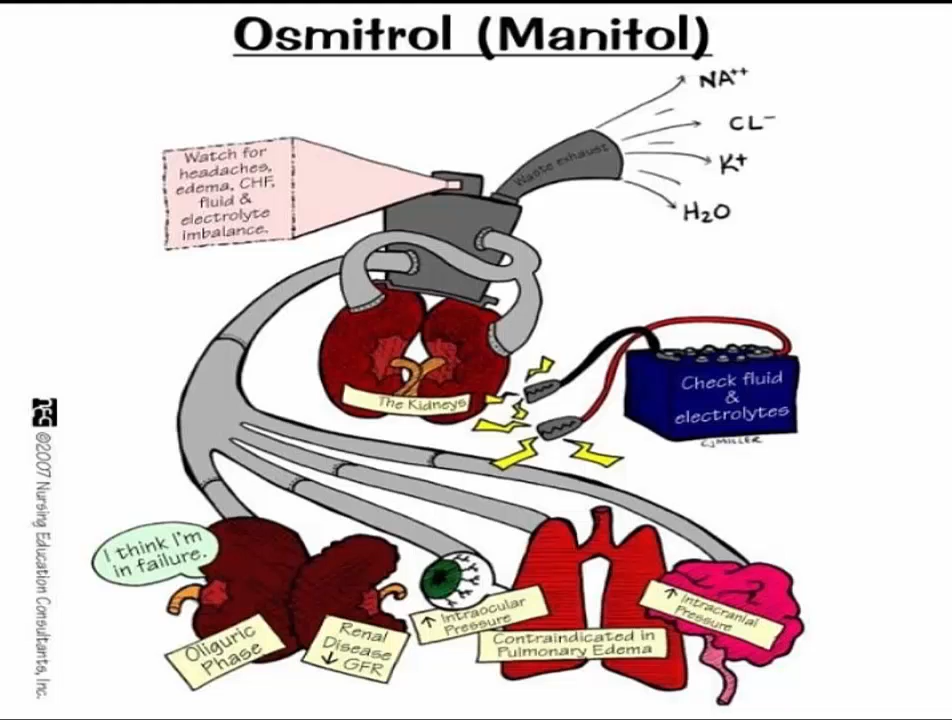 Osmitrol (Manitol)
NA++
CL-
K+
H2O
Waste exhaust
Watch for
headaches,
edema, CHF,
fluid &
electrolyte
imbalance.
The Kidneys
Check fluid
&
electrolytes
CJMILLER
I think I'm
in failure.
Oliguric
Phase
Renal
Disease
↓ GFR
↑ Intraocular
Pressure
Contraindicated in
Pulmonary Edema
↑ Intracranial
Pressure
NEC
©2007 Nursing Education Consultants, Inc.